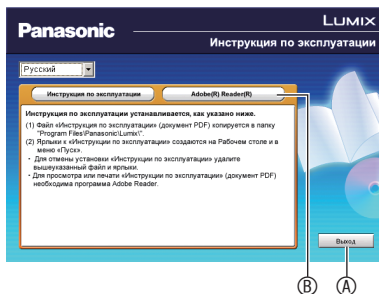 Panasonic
LUMIX
Инструкция по эксплуатации
Русский
Инструкция по эксплуатации
Adobe(R) Reader(R)
Инструкция по эксплуатации устанавливается, как указано ниже.
(1) Файл «Инструкции по эксплуатации» (документ PDF) копируется в папку
"Program Files\Panasonic\Lumix\".
(2) Ярлыки к «Инструкции по эксплуатации» создаются на Рабочем столе и в
меню «Пуск».
· Для отмены установки «Инструкции по эксплуатации» удалите
вышеуказанный файл и ярлыки.
· Для просмотра или печати «Инструкции по эксплуатации» (документ PDF)
необходима программа Adobe Reader.
Выход
Ⓑ Ⓐ